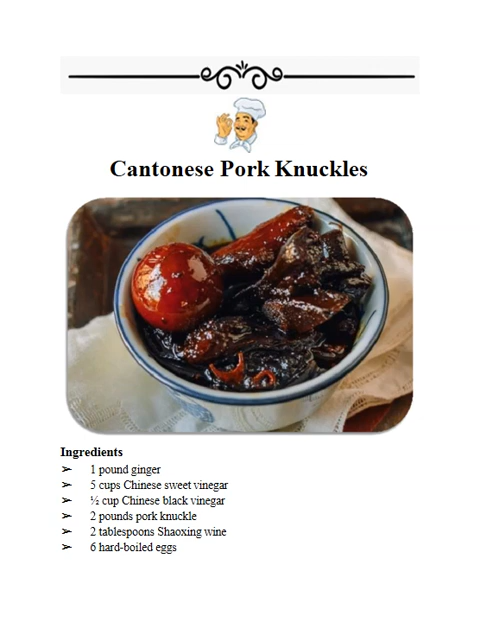 Cantonese Pork Knuckles
Ingredients
➢ 1 pound ginger
➢ 5 cups Chinese sweet vinegar
➢ ½ cup Chinese black vinegar
➢ 2 pounds pork knuckle
➢ 2 tablespoons Shaoxing wine
➢ 6 hard-boiled eggs